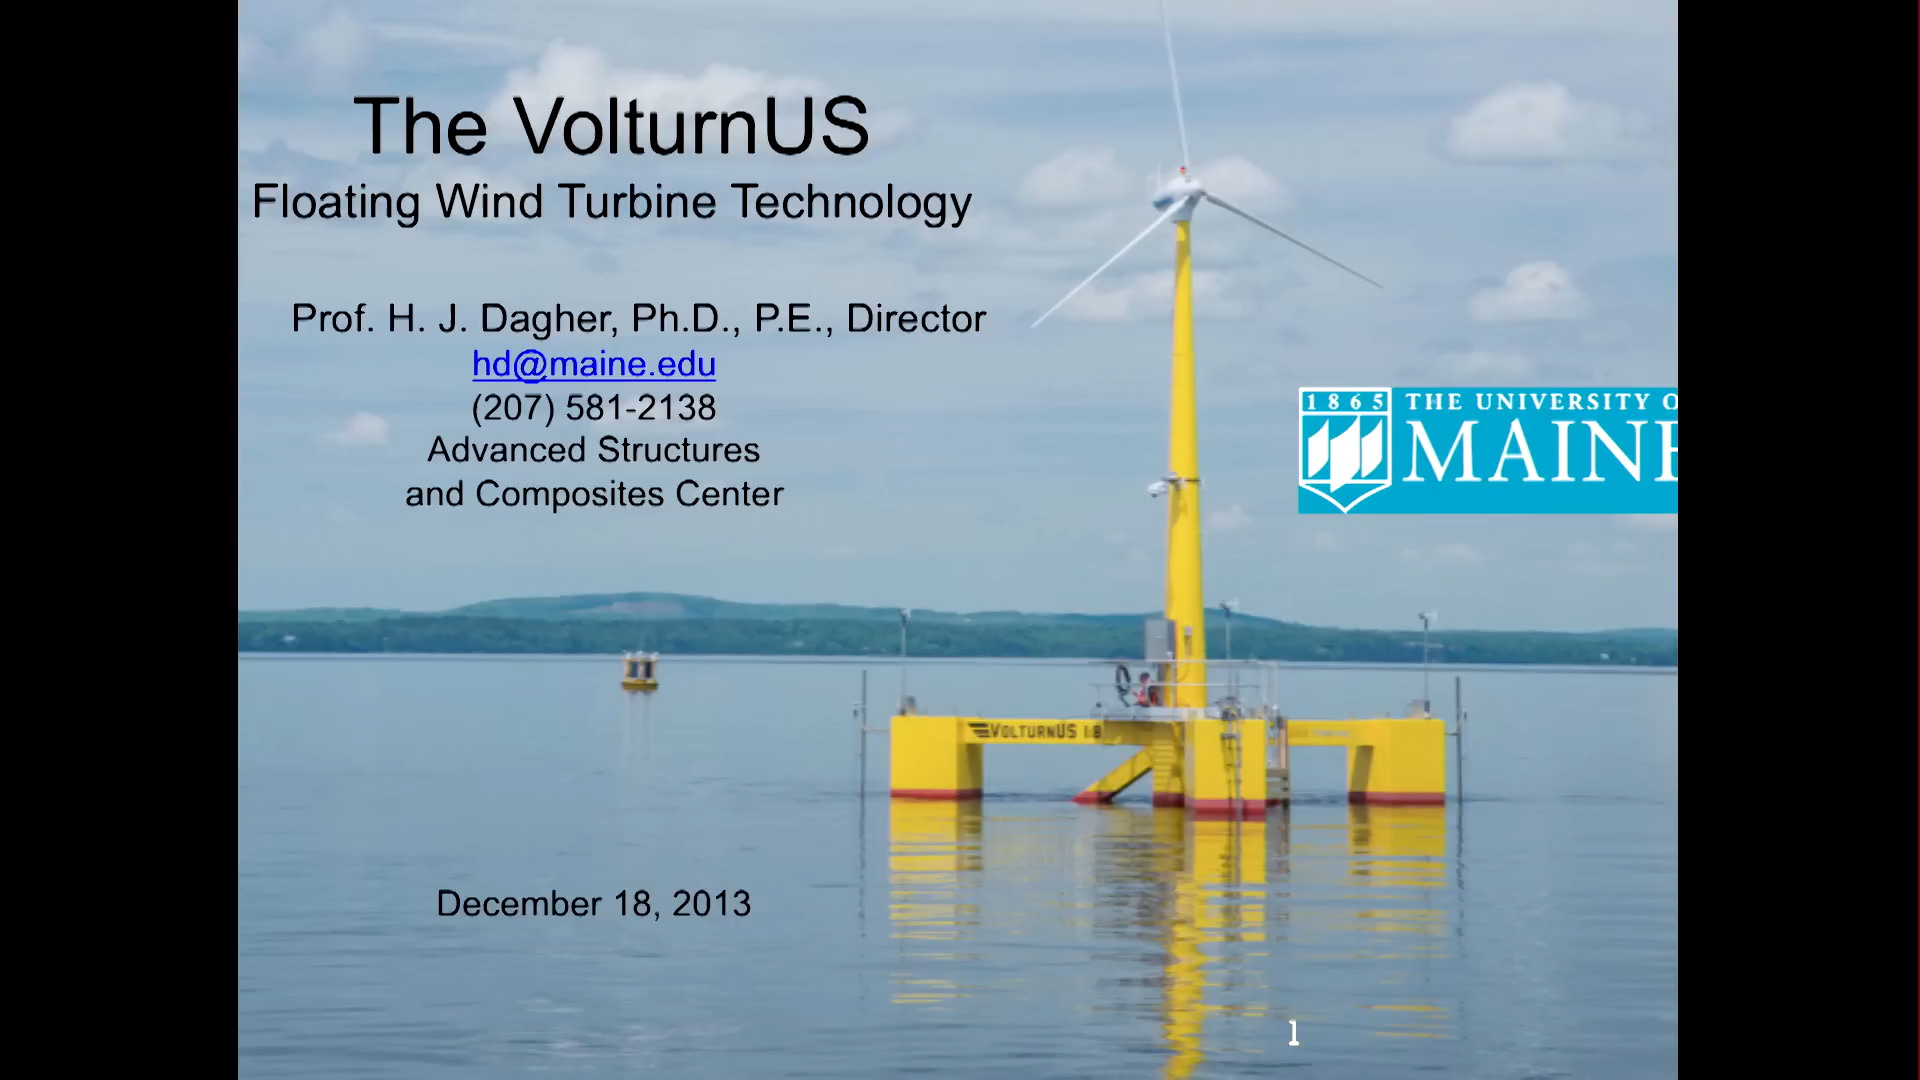 The VolturnUS
Floating Wind Turbine Technology
Prof. H. J. Dagher, Ph.D., P.E., Director
hd@maine.edu
(207) 581-2138
Advanced Structures
and Composites Center
1865
THE UNIVERSITY O
MAINE
VOLTURNUS 1:8
December 18, 2013
1